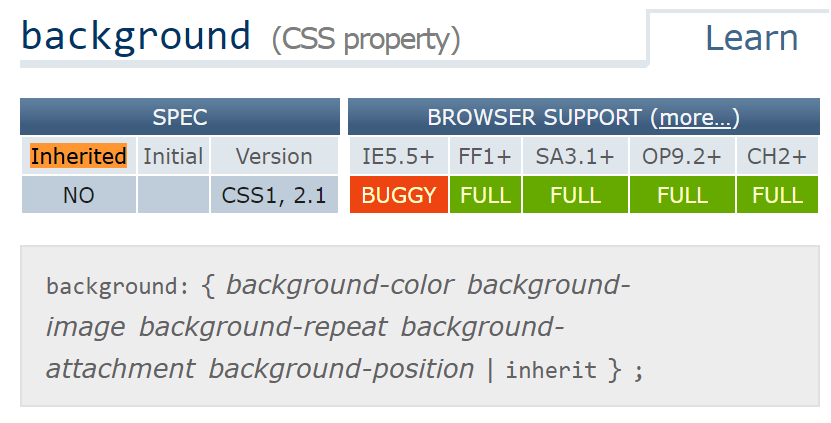 background (CSS property) Learn
SPEC BROWSER SUPPORT (more…)
Inherited Initial Version IE5.5+ FF1+ SA3.1+ OP9.2+ CH2+
NO CSS1, 2.1 BUGGY FULL FULL FULL FULL
background: { background-color background-
image background-repeat background-
attachment background-position | inherit } ;